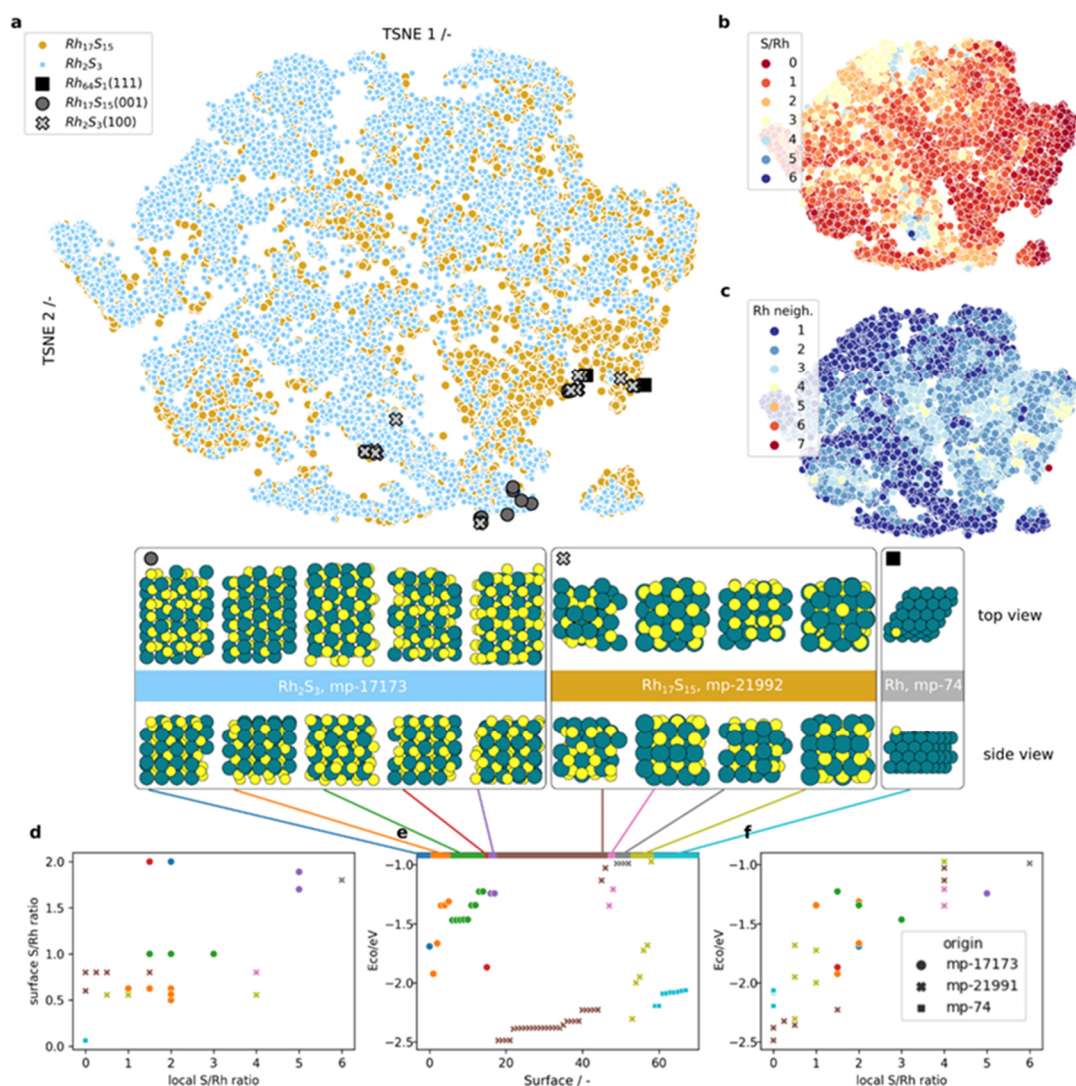 a
TSNE 1 /-
Rh₁₇S₁₅
Rh₂S₃
Rh₆₄S₁(111)
Rh₁₇S₁₅(001)
Rh₂S₃(100)
TSNE 2 /-
b
S/Rh
0
1
2
3
4
5
6
c
Rh neigh.
1
2
3
4
5
6
7
top view
Rh₂S₃, mp-17173
Rh₁₇S₁₅, mp-21992
Rh, mp-74
side view
d
surface S/Rh ratio
2.0
1.5
1.0
0.5
0.0
0 1 2 3 4 5 6
local S/Rh ratio
e
Eco/eV
−1.0
−1.5
−2.0
−2.5
0 20 40 60
Surface / -
f
Eco/eV
−1.0
−1.5
−2.0
−2.5
origin
mp-17173
mp-21991
mp-74
0 1 2 3 4 5 6
local S/Rh ratio